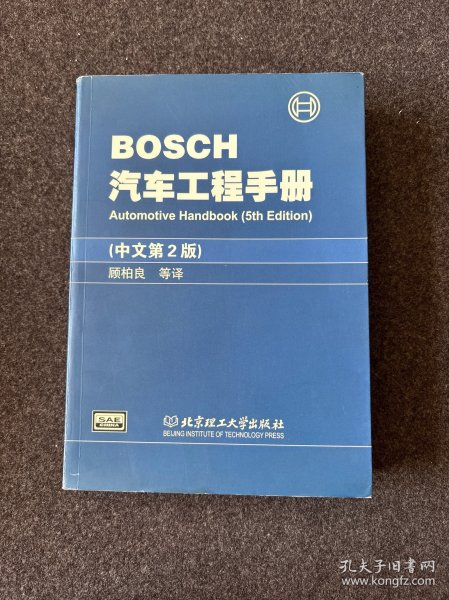 BOSCH
汽车工程手册
Automotive Handbook (5th Edition)
(中文第2版)
顾柏良 等译
SAE
CHINA
北京理工大学出版社
BEIJING INSTITUTE OF TECHNOLOGY PRESS
孔夫子旧书网
www.kongfz.com